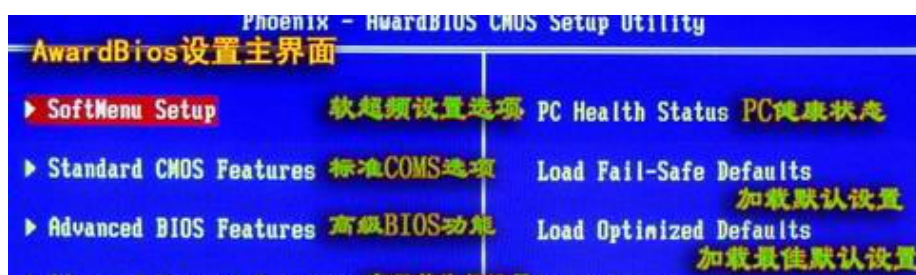 Phoenix - AwardBIOS CMOS Setup Utility
AwardBios设置主界面
SoftMenu Setup 软超频设置选项
Standard CMOS Features 标准COMS选项
Advanced BIOS Features 高级BIOS功能
PC Health Status PC健康状态
Load Fail-Safe Defaults
加载默认设置
Load Optimized Defaults
加载最佳默认设置